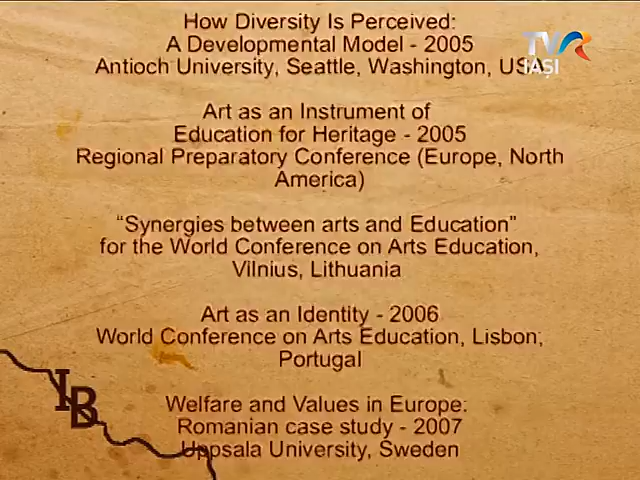 How Diversity Is Perceived:
A Developmental Model - 2005
Antioch University, Seattle, Washington, USA
TVR
IAȘI
Art as an Instrument of
Education for Heritage - 2005
Regional Preparatory Conference (Europe, North
America)
“Synergies between arts and Education"
for the World Conference on Arts Education,
Vilnius, Lithuania
Art as an Identity - 2006
World Conference on Arts Education, Lisbon,
Portugal
IB
Welfare and Values in Europe:
Romanian case study - 2007
Uppsala University, Sweden